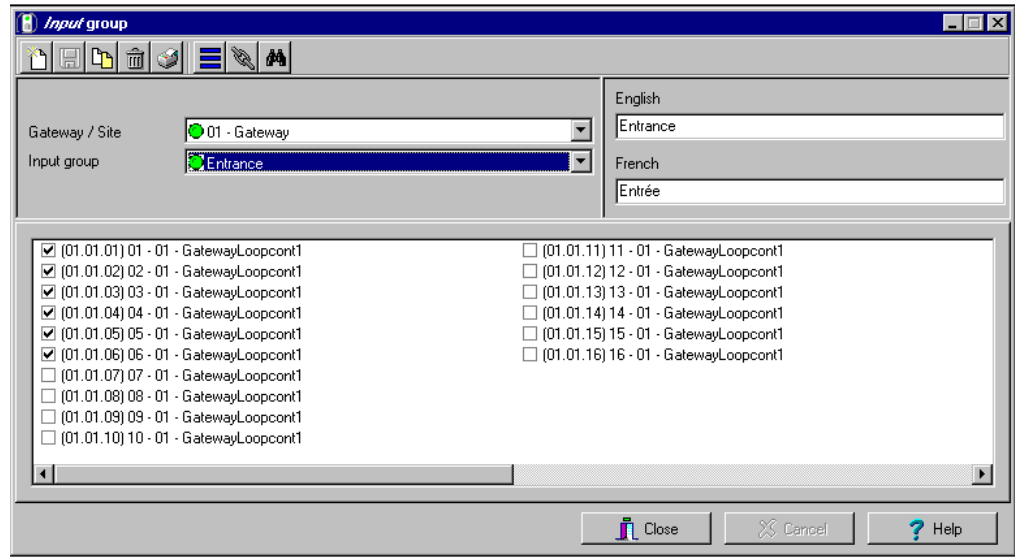 Input group
Gateway / Site
01 - Gateway
Input group
Entrance
English
Entrance
French
Entrée
(01.01.01) 01 - 01 - GatewayLoopcont1
(01.01.02) 02 - 01 - GatewayLoopcont1
(01.01.03) 03 - 01 - GatewayLoopcont1
(01.01.04) 04 - 01 - GatewayLoopcont1
(01.01.05) 05 - 01 - GatewayLoopcont1
(01.01.06) 06 - 01 - GatewayLoopcont1
(01.01.07) 07 - 01 - GatewayLoopcont1
(01.01.08) 08 - 01 - GatewayLoopcont1
(01.01.09) 09 - 01 - GatewayLoopcont1
(01.01.10) 10 - 01 - GatewayLoopcont1
(01.01.11) 11 - 01 - GatewayLoopcont1
(01.01.12) 12 - 01 - GatewayLoopcont1
(01.01.13) 13 - 01 - GatewayLoopcont1
(01.01.14) 14 - 01 - GatewayLoopcont1
(01.01.15) 15 - 01 - GatewayLoopcont1
(01.01.16) 16 - 01 - GatewayLoopcont1
Close
Cancel
? Help